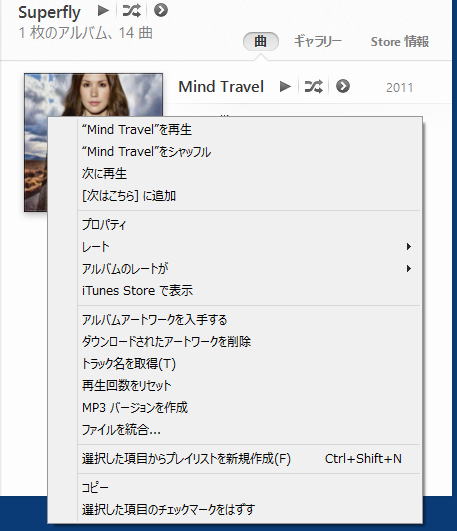 Superfly
1 枚のアルバム、14 曲
曲 ギャラリー Store 情報
Mind Travel 2011
“Mind Travel”を再生
“Mind Travel”をシャッフル
次に再生
[次はこちら] に追加
プロパティ
レート
アルバムのレートが
iTunes Store で表示
アルバムアートワークを入手する
ダウンロードされたアートワークを削除
トラック名を取得(T)
再生回数をリセット
MP3 バージョンを作成
ファイルを統合...
選択した項目からプレイリストを新規作成(F) Ctrl+Shift+N
コピー
選択した項目のチェックマークをはずす